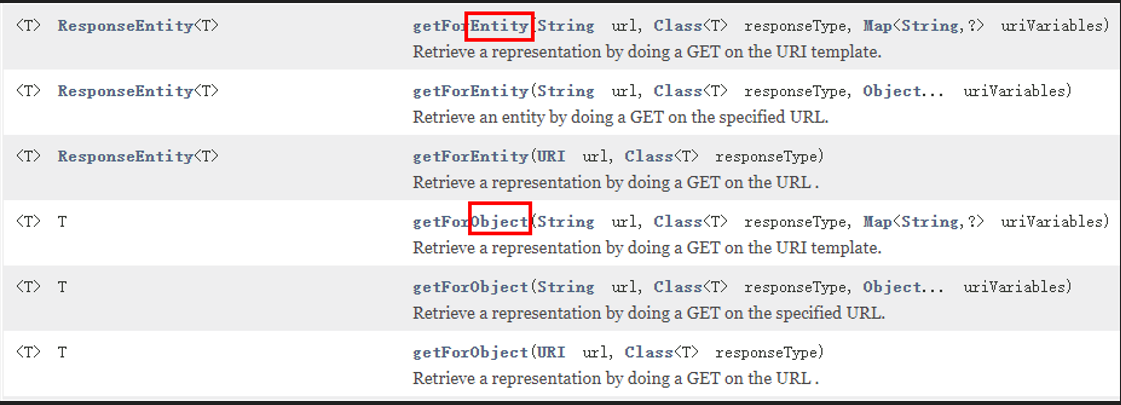 <T> ResponseEntity<T> getForEntity(String url, Class<T> responseType, Map<String,?> uriVariables)
Retrieve a representation by doing a GET on the URI template.
<T> ResponseEntity<T> getForEntity(String url, Class<T> responseType, Object... uriVariables)
Retrieve an entity by doing a GET on the specified URL.
<T> ResponseEntity<T> getForEntity(URI url, Class<T> responseType)
Retrieve a representation by doing a GET on the URL .
<T> T getForObject(String url, Class<T> responseType, Map<String,?> uriVariables)
Retrieve a representation by doing a GET on the URI template.
<T> T getForObject(String url, Class<T> responseType, Object... uriVariables)
Retrieve a representation by doing a GET on the specified URL.
<T> T getForObject(URI url, Class<T> responseType)
Retrieve a representation by doing a GET on the URL .